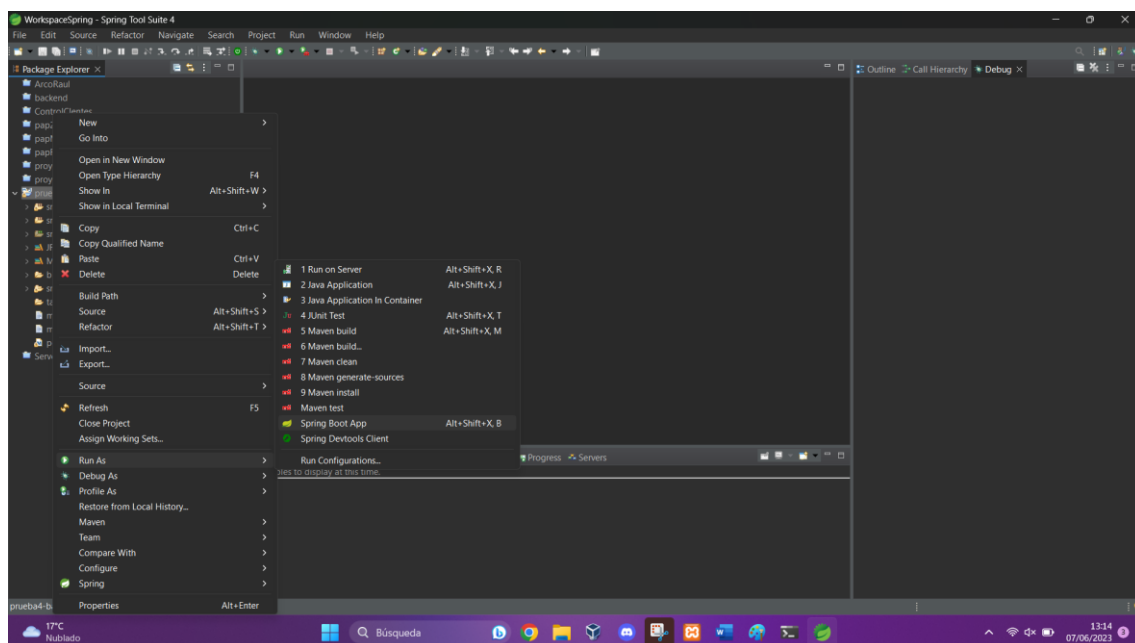 WorkspaceSpring - Spring Tool Suite 4
File Edit Source Refactor Navigate Search Project Run Window Help
Package Explorer
Outline Call Hierarchy Debug
ArcoRaul
backend
ControlClentes
New
Go Into
Open in New Window
Open Type Hierarchy F4
Show In Alt+Shift+W >
Show in Local Terminal >
Copy Ctrl+C
Copy Qualified Name
Paste Ctrl+V
Delete Delete
Build Path >
Source Alt+Shift+S >
Refactor Alt+Shift+T >
Import...
Export...
Source >
Refresh F5
Close Project
Assign Working Sets...
Run As >
Debug As >
Profile As >
Restore from Local History...
Maven >
Team >
Compare With >
Configure >
Spring >
Properties Alt+Enter
1 Run on Server Alt+Shift+X, R
2 Java Application Alt+Shift+X, J
3 Java Application In Container
4 JUnit Test Alt+Shift+X, T
5 Maven build Alt+Shift+X, M
6 Maven build...
7 Maven clean
8 Maven generate-sources
9 Maven install
Maven test
Spring Boot App Alt+Shift+X, B
Spring Devtools Client
Run Configurations...
Progress Servers
to display at this time.
prueba4-b
17°C
Nublado
Búsqueda
13:14
07/06/2023